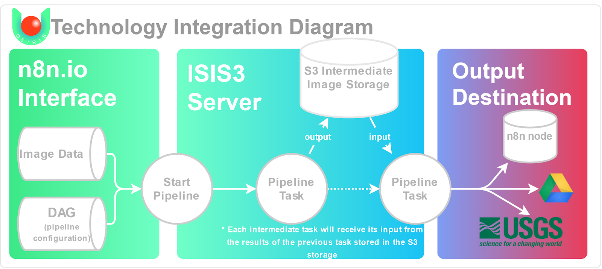 Technology Integration Diagram
n8n.io
Interface
Image Data
DAG
(pipeline
configuration)
Start
Pipeline
ISIS3
Server
S3 Intermediate
Image Storage
output
input
Pipeline
Task
Pipeline
Task
* Each intermediate task will receive its input from
the results of the previous task stored in the S3
storage
Output
Destination
n8n node
USGS
science for a changing world